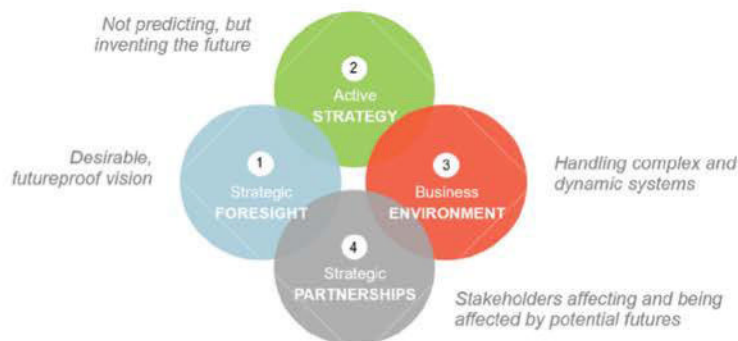 Not predicting, but
inventing the future
2
Active
STRATEGY
Desirable,
futureproof vision
1
Strategic
FORESIGHT
3
Business
ENVIRONMENT
Handling complex and
dynamic systems
4
Strategic
PARTNERSHIPS
Stakeholders affecting and being
affected by potential futures